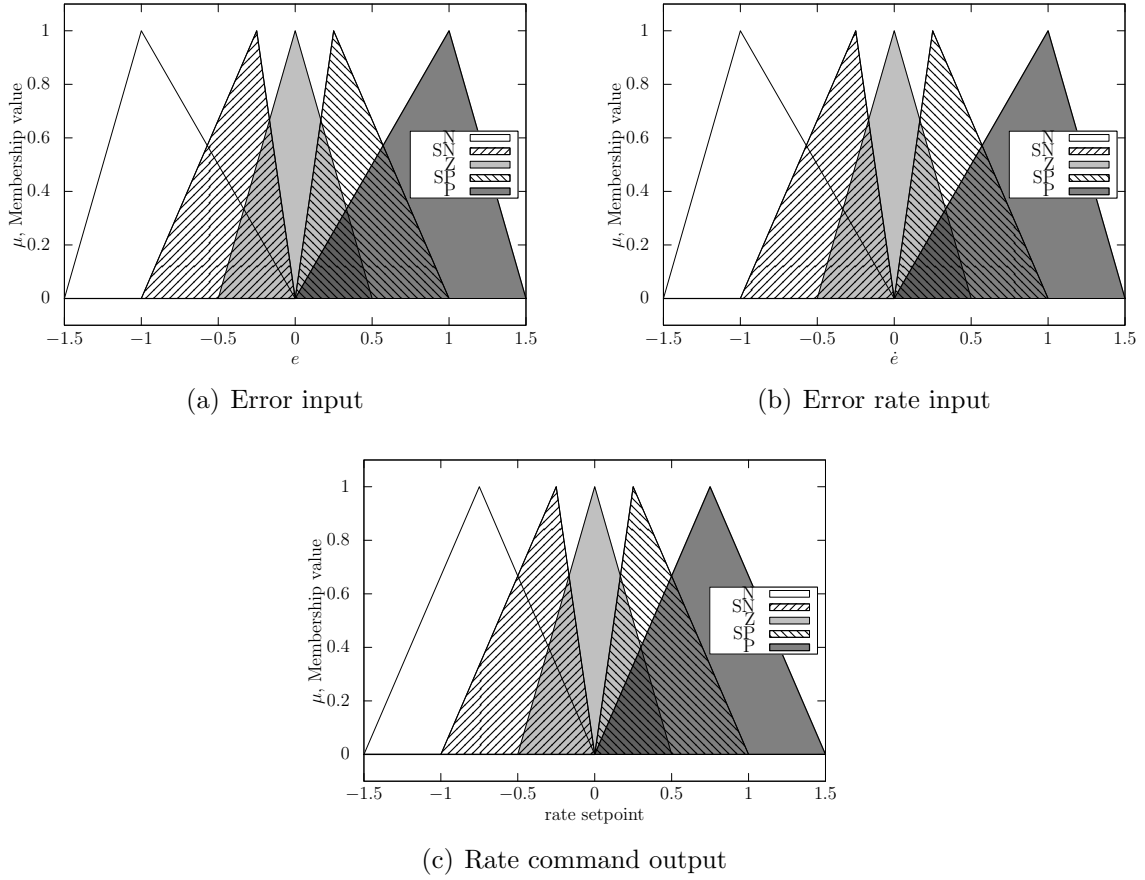 1
0.8
0.6
0.4
0.2
0
μ, Membership value
N
SN
Z
SP
P
−1.5 −1 −0.5 0 0.5 1 1.5
e
(a) Error input
1
0.8
0.6
0.4
0.2
0
μ, Membership value
N
SN
Z
SP
P
−1.5 −1 −0.5 0 0.5 1 1.5
ė
(b) Error rate input
1
0.8
0.6
0.4
0.2
0
μ, Membership value
N
SN
Z
SP
P
−1.5 −1 −0.5 0 0.5 1 1.5
rate setpoint
(c) Rate command output